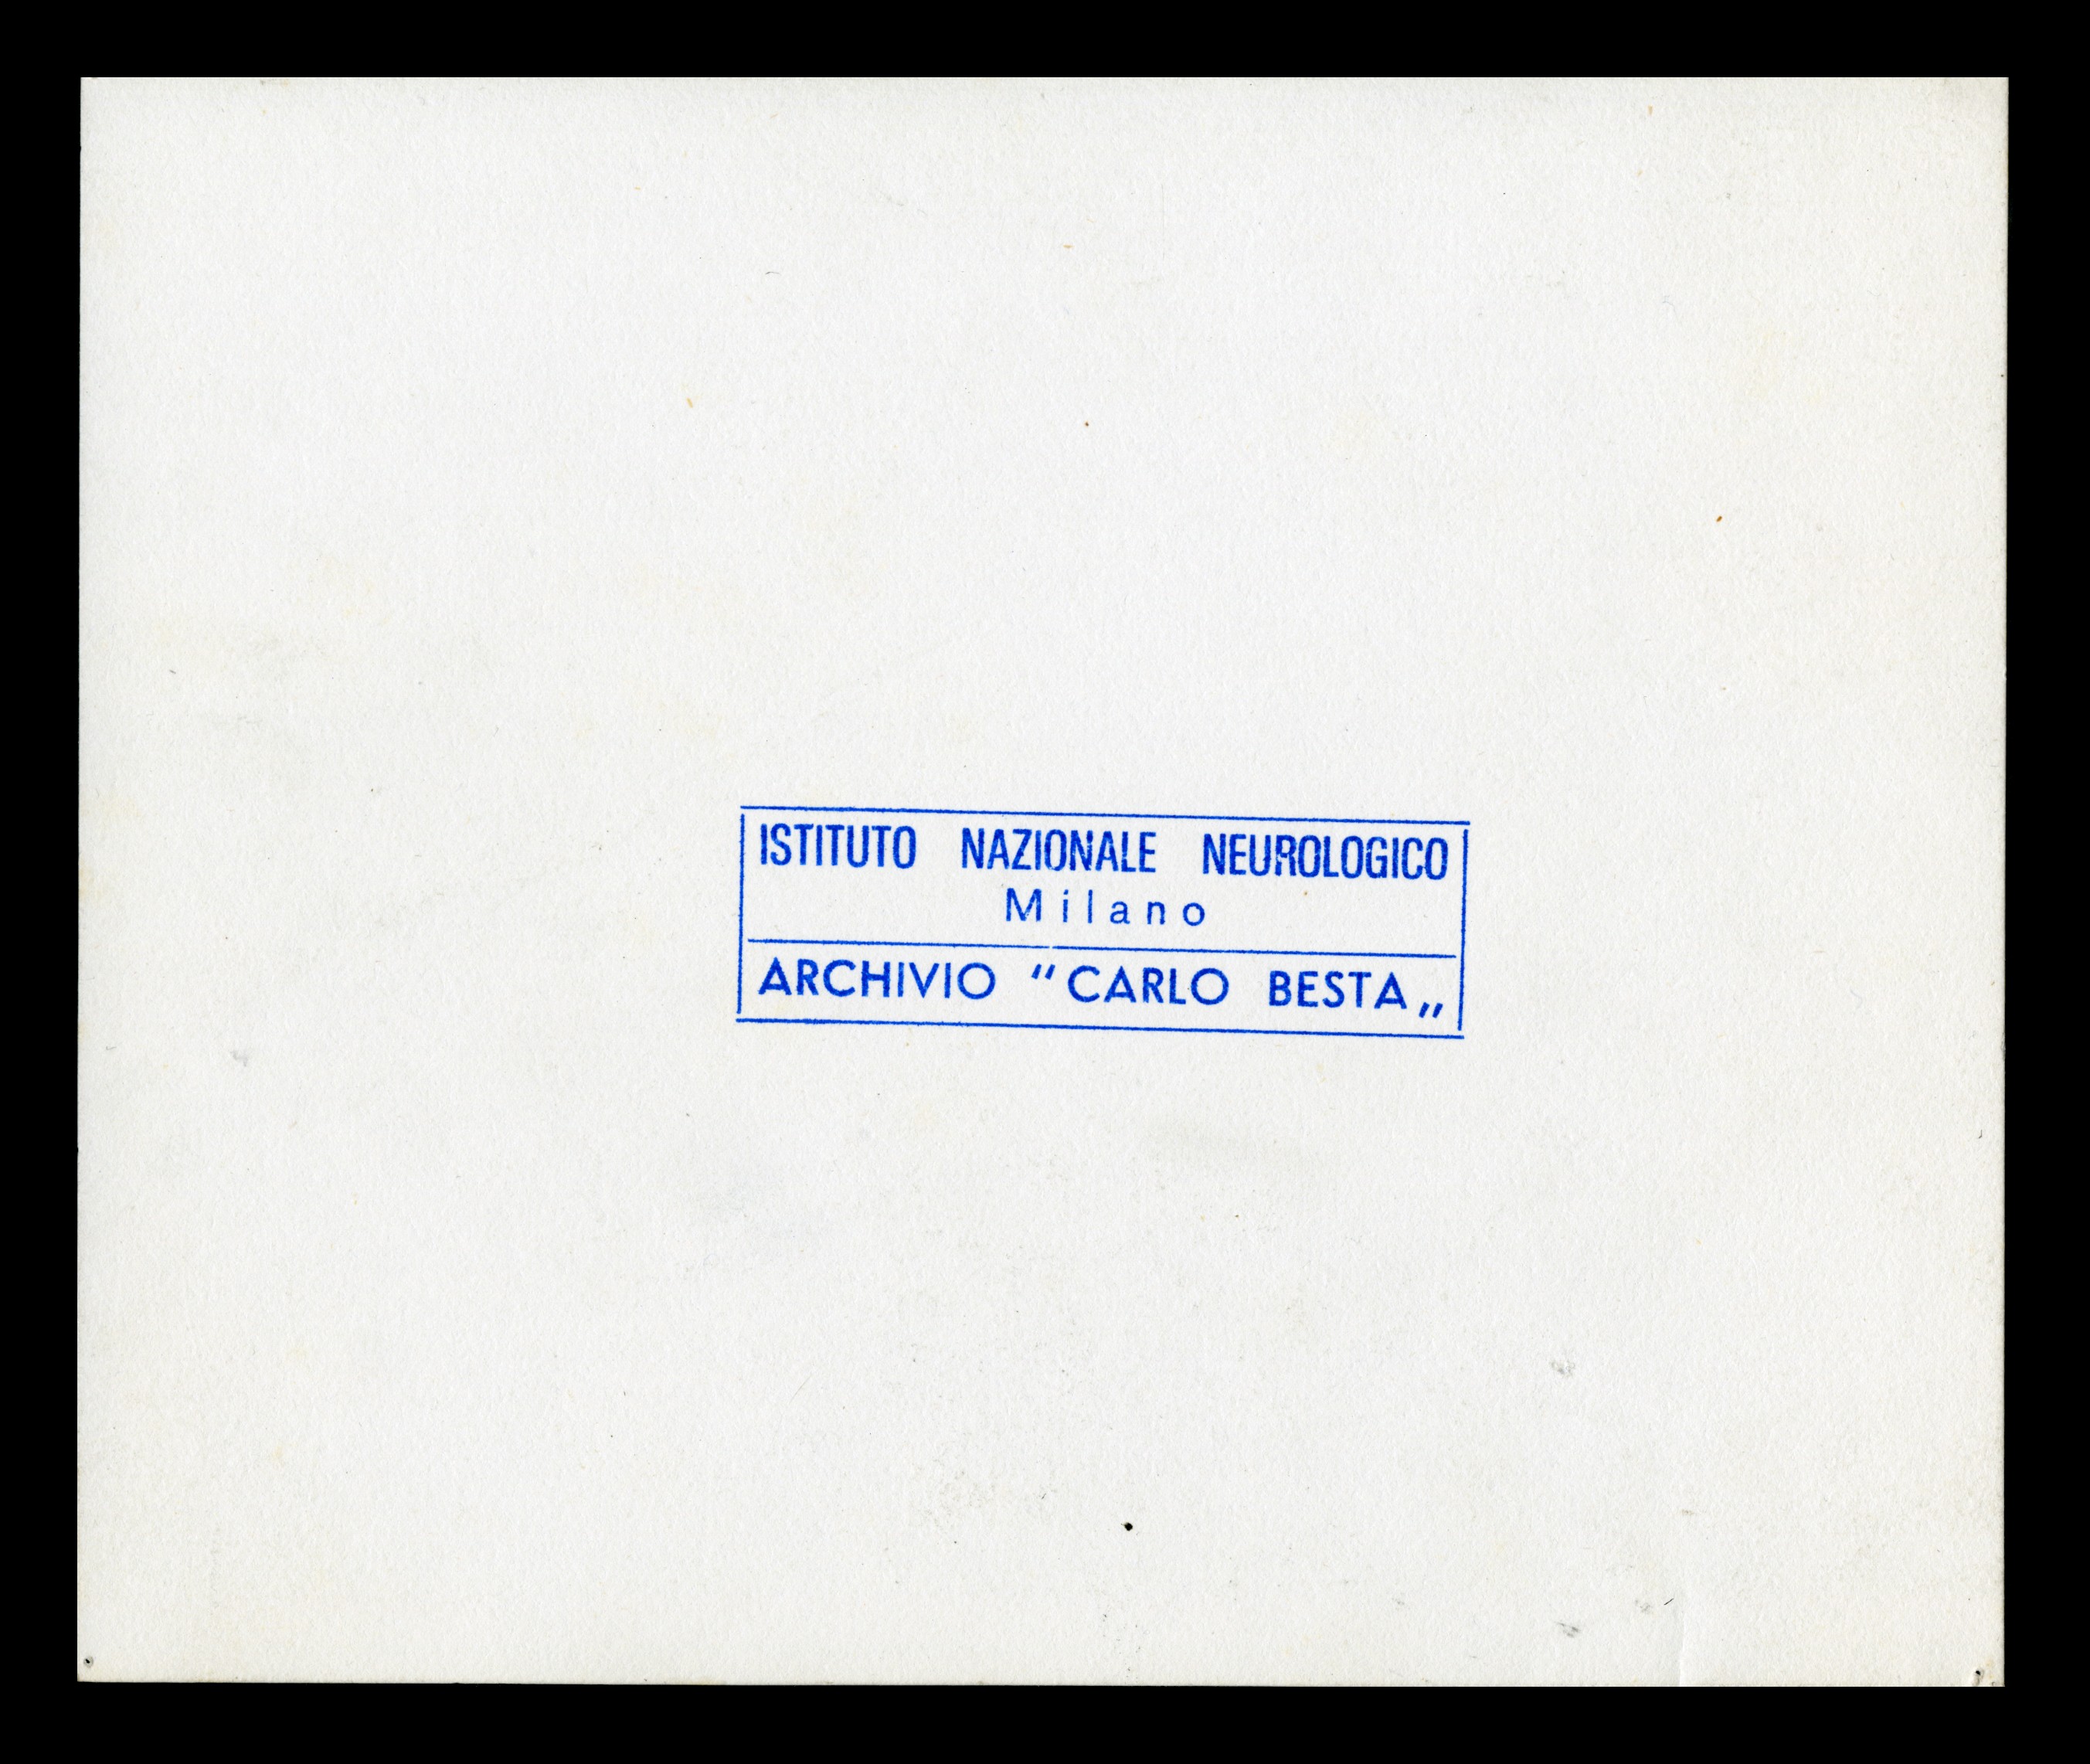 ISTITUTO NAZIONALE NEUROLOGICO
Milano
ARCHIVIO "CARLO BESTA„